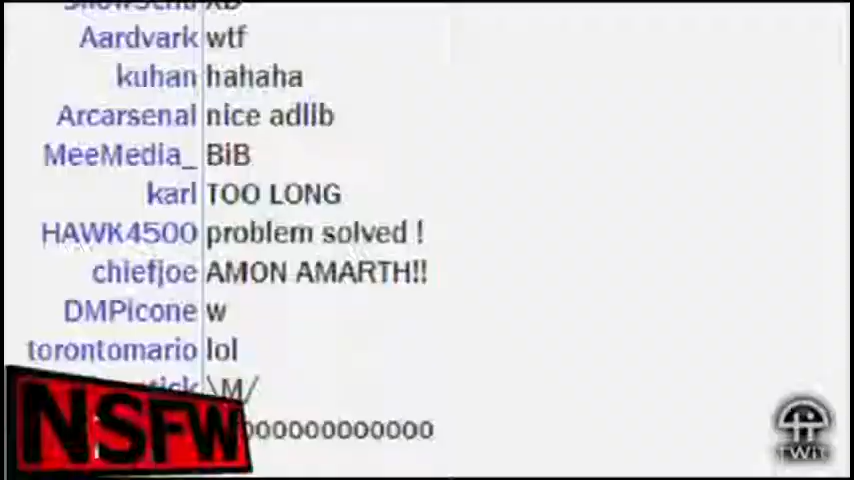 Aardvark wtf
kuhan hahaha
Arcarsenal nice adlib
MeeMedia_ BiB
karl TOO LONG
HAWK4500 problem solved !
chiefjoe AMON AMARTH!!
DMPicone w
torontomario lol
\M/
NSFW
TWiT